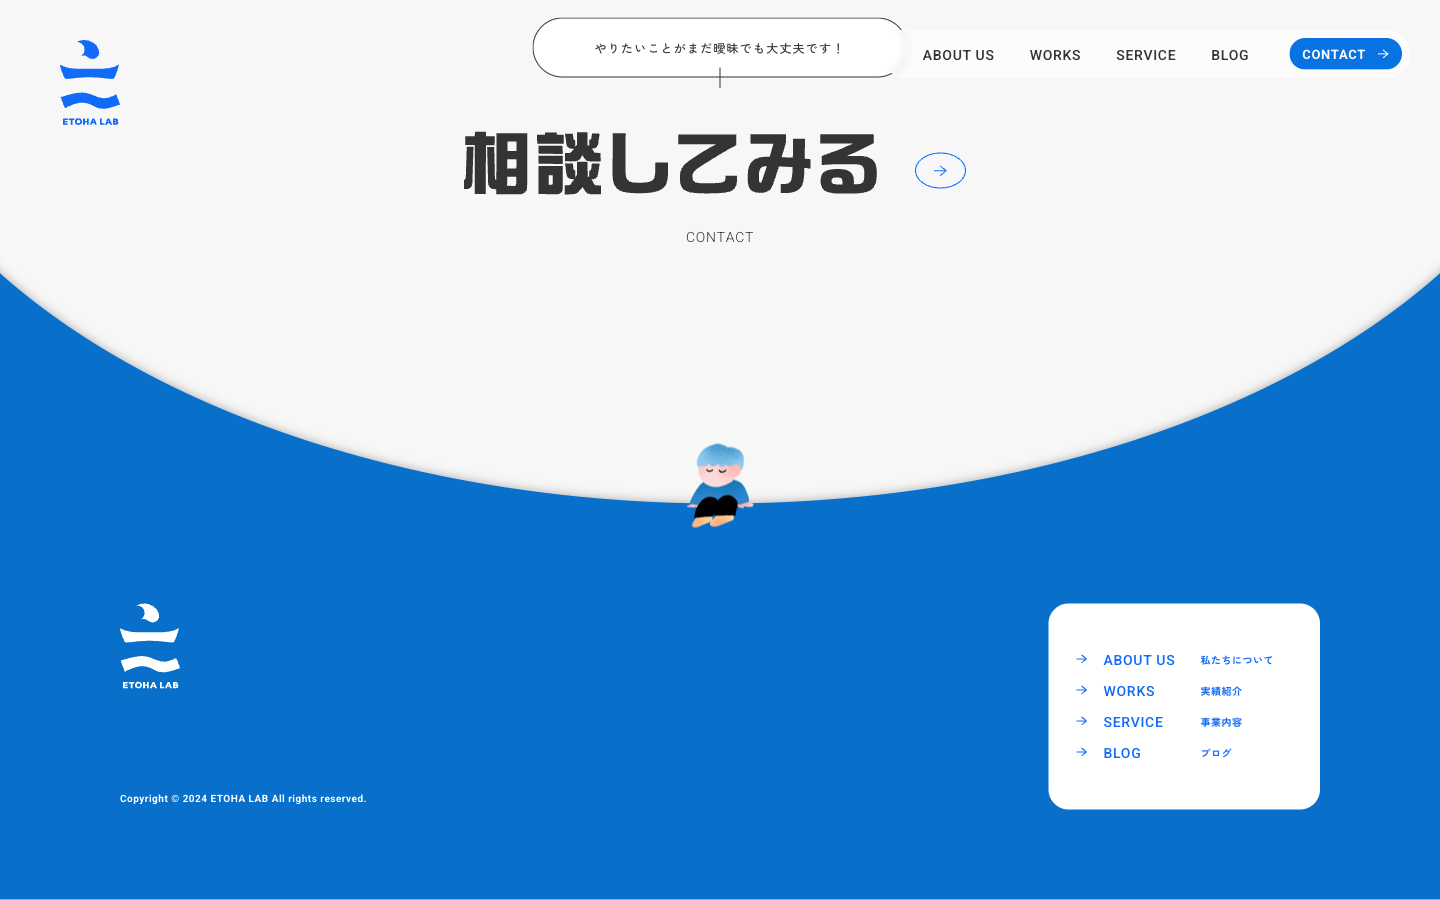 ETOHA LAB
やりたいことがまだ曖昧でも大丈夫です！
ABOUT US WORKS SERVICE BLOG CONTACT
相談してみる
CONTACT
ETOHA LAB
ABOUT US 私たちについて
WORKS 実績紹介
SERVICE 事業内容
BLOG ブログ
Copyright © 2024 ETOHA LAB All rights reserved.